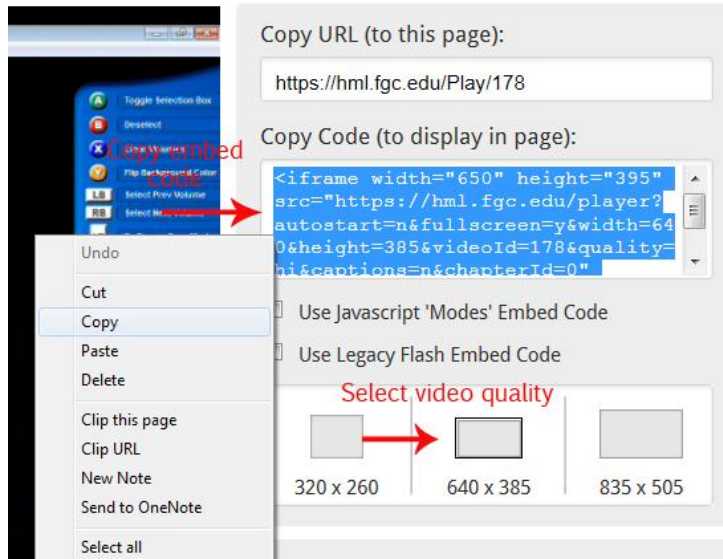 Copy URL (to this page):
https://hml.fgc.edu/Play/178
Copy Code (to display in page):
<iframe width="650" height="395"
src="https://hml.fgc.edu/player?
autostart=n&fullscreen=y&width=64
0&height=385&videoId=178&quality=
hi&captions=n&chapterId=0"
Use Javascript 'Modes' Embed Code
Use Legacy Flash Embed Code
Select video quality
320 x 260
640 x 385
835 x 505
A Toggle Selection Box
B Deselect
X
Y Flip Background Color
LB Select Prev Volume
RB Select
Copy embed
code
Undo
Cut
Copy
Paste
Delete
Clip this page
Clip URL
New Note
Send to OneNote
Select all